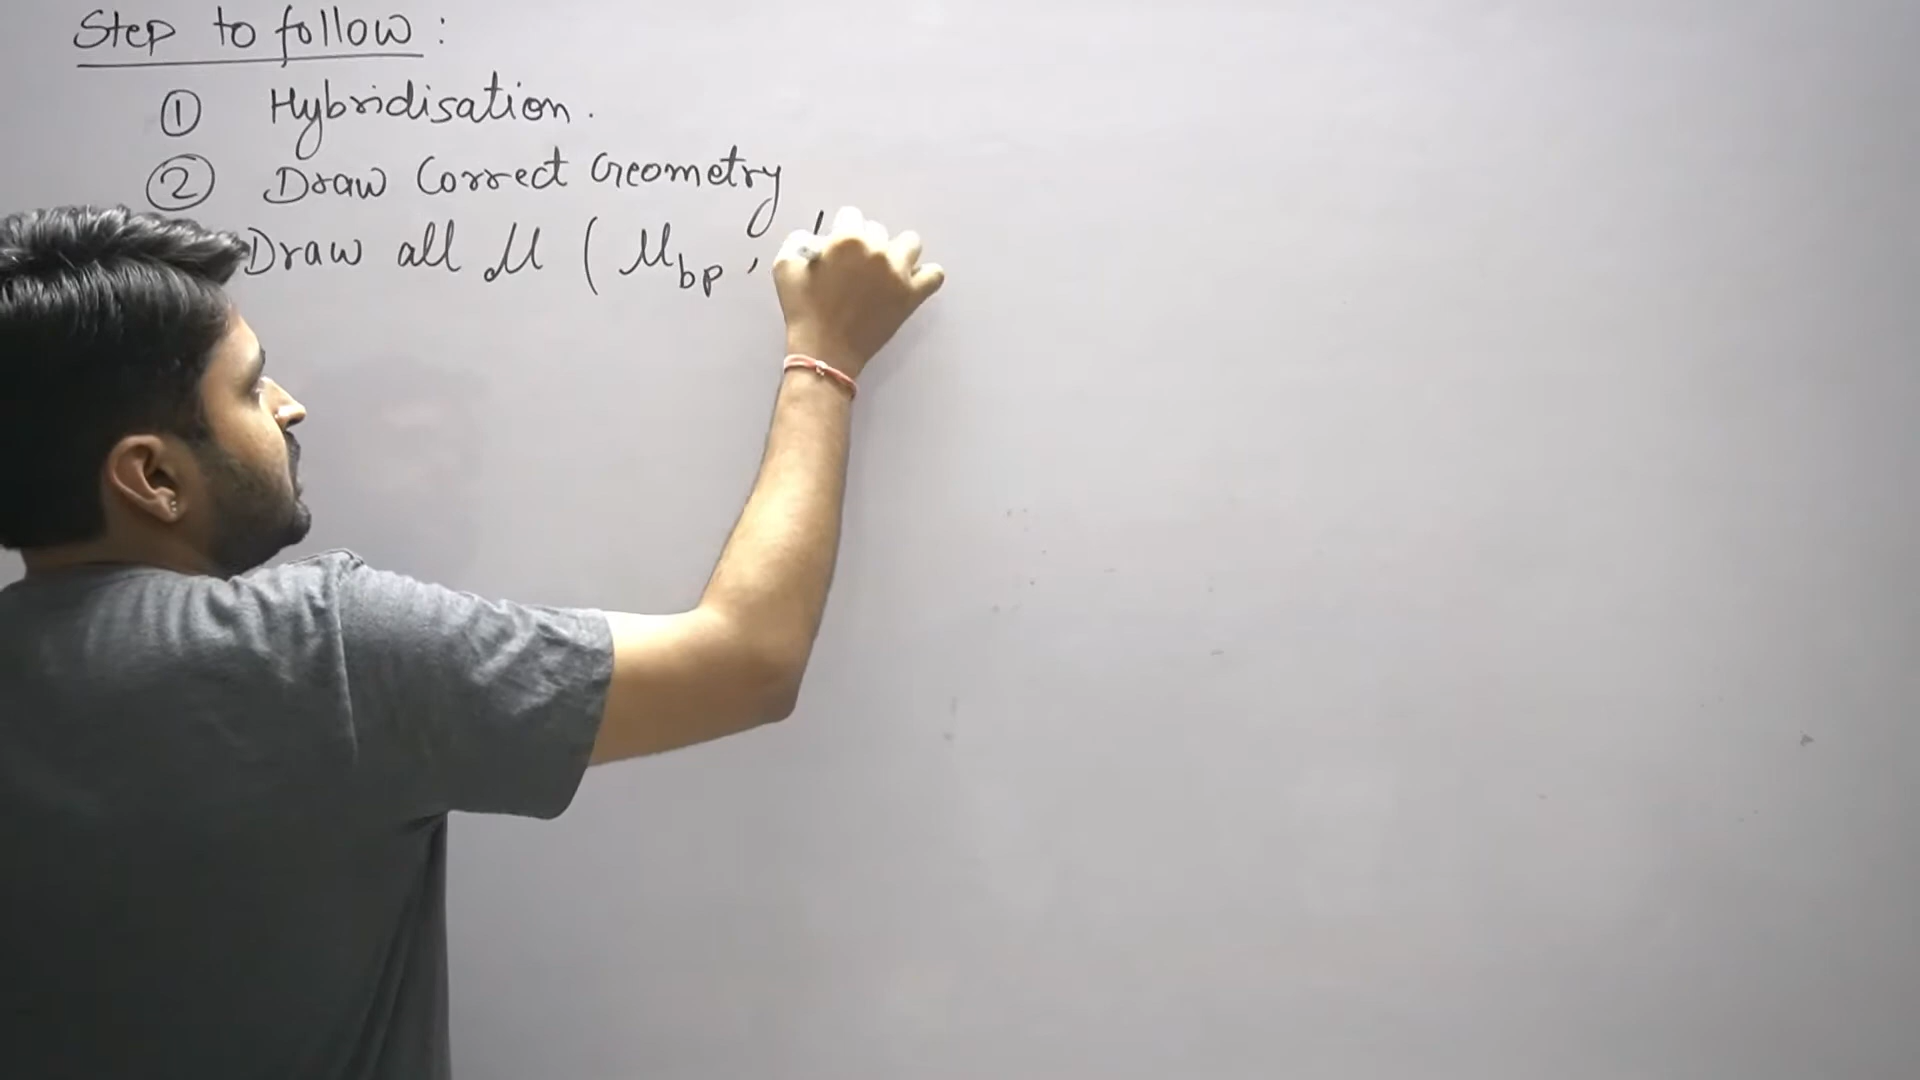 Step to follow :
① Hybridisation.
② Draw Correct Geometry
Draw all μ ( μbp ,